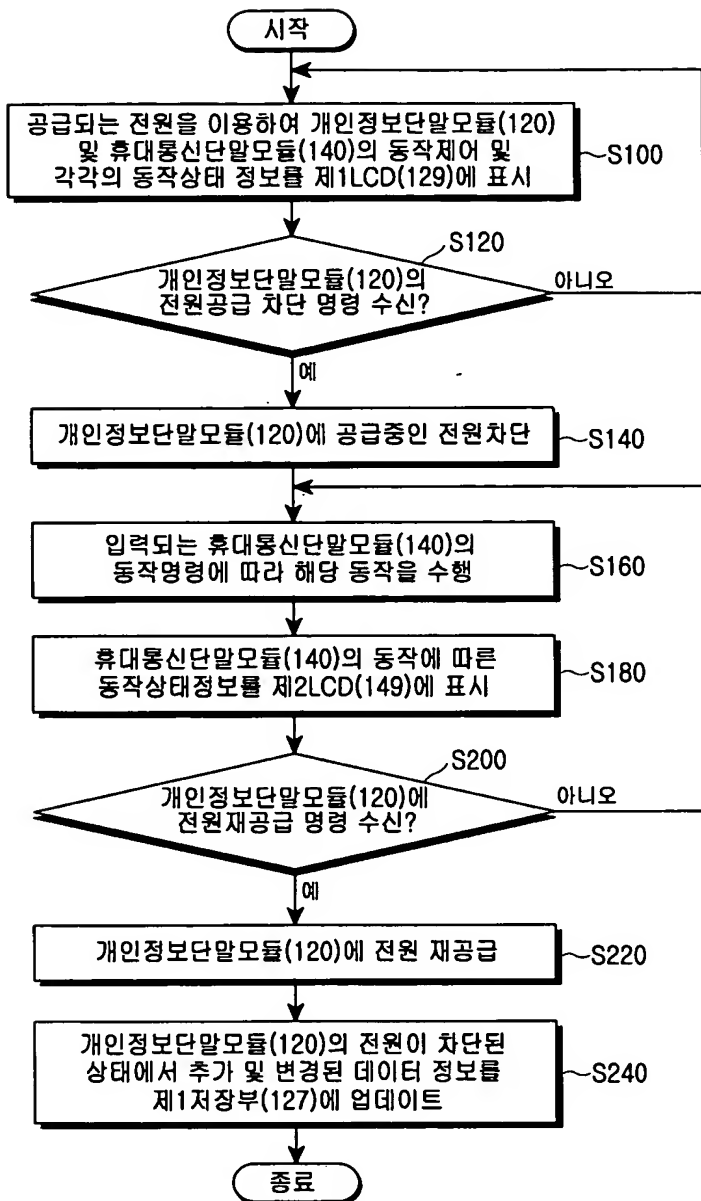 시작
공급되는 전원을 이용하여 개인정보단말모듈(120)
및 휴대통신단말모듈(140)의 동작제어 및
각각의 동작상태 정보를 제1LCD(129)에 표시
S100
S120
개인정보단말모듈(120)의
전원공급 차단 명령 수신?
아니오
예
개인정보단말모듈(120)에 공급중인 전원차단
S140
입력되는 휴대통신단말모듈(140)의
동작명령에 따라 해당 동작을 수행
S160
휴대통신단말모듈(140)의 동작에 따른
동작상태정보를 제2LCD(149)에 표시
S180
S200
개인정보단말모듈(120)에
전원재공급 명령 수신?
아니오
예
개인정보단말모듈(120)에 전원 재공급
S220
개인정보단말모듈(120)의 전원이 차단된
상태에서 추가 및 변경된 데이터 정보를
제1저장부(127)에 업데이트
S240
종료